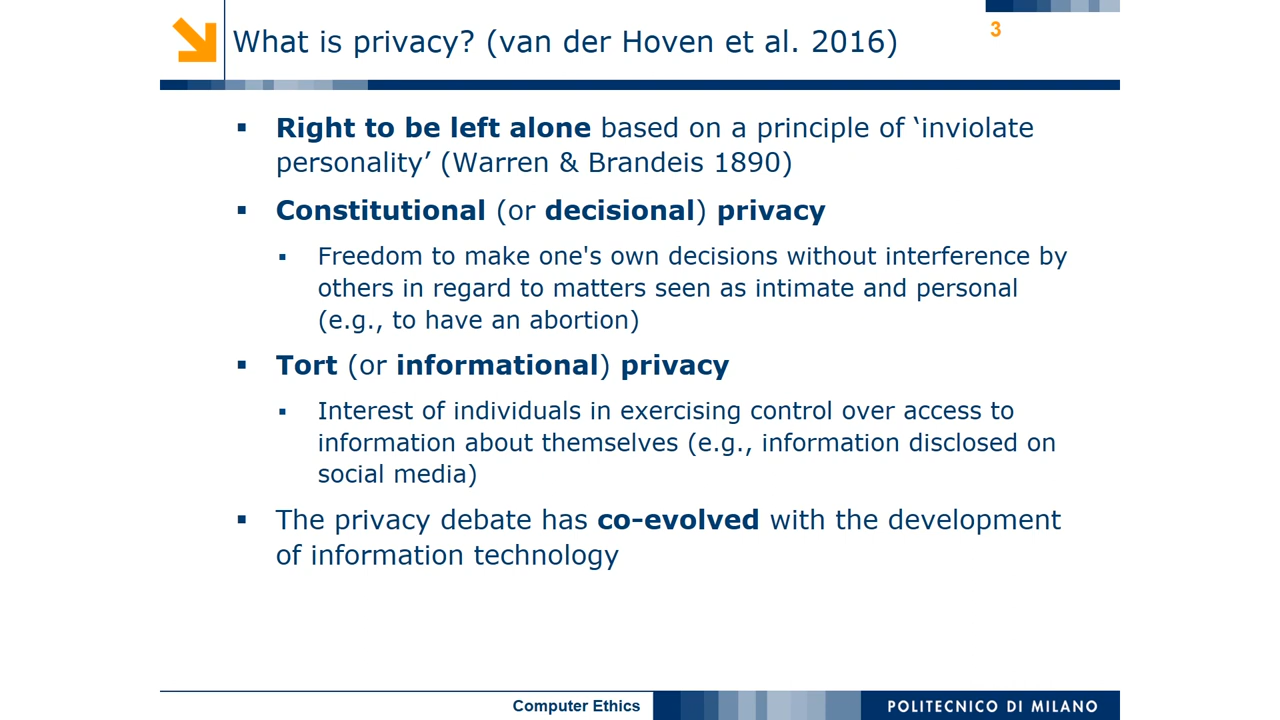 What is privacy? (van der Hoven et al. 2016)
3
▪ Right to be left alone based on a principle of ‘inviolate
personality’ (Warren & Brandeis 1890)
▪ Constitutional (or decisional) privacy
▪ Freedom to make one's own decisions without interference by
others in regard to matters seen as intimate and personal
(e.g., to have an abortion)
▪ Tort (or informational) privacy
▪ Interest of individuals in exercising control over access to
information about themselves (e.g., information disclosed on
social media)
▪ The privacy debate has co-evolved with the development
of information technology
Computer Ethics
POLITECNICO DI MILANO